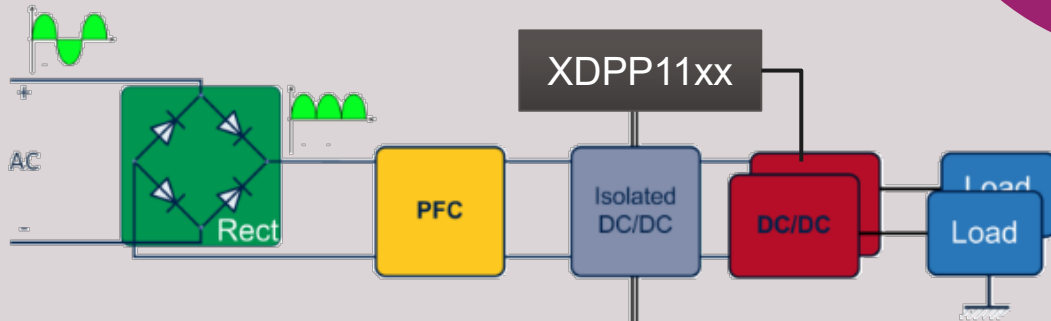 XDPP11xx
+
AC
-
Rect
PFC
Isolated
DC/DC
DC/DC
Load
Load